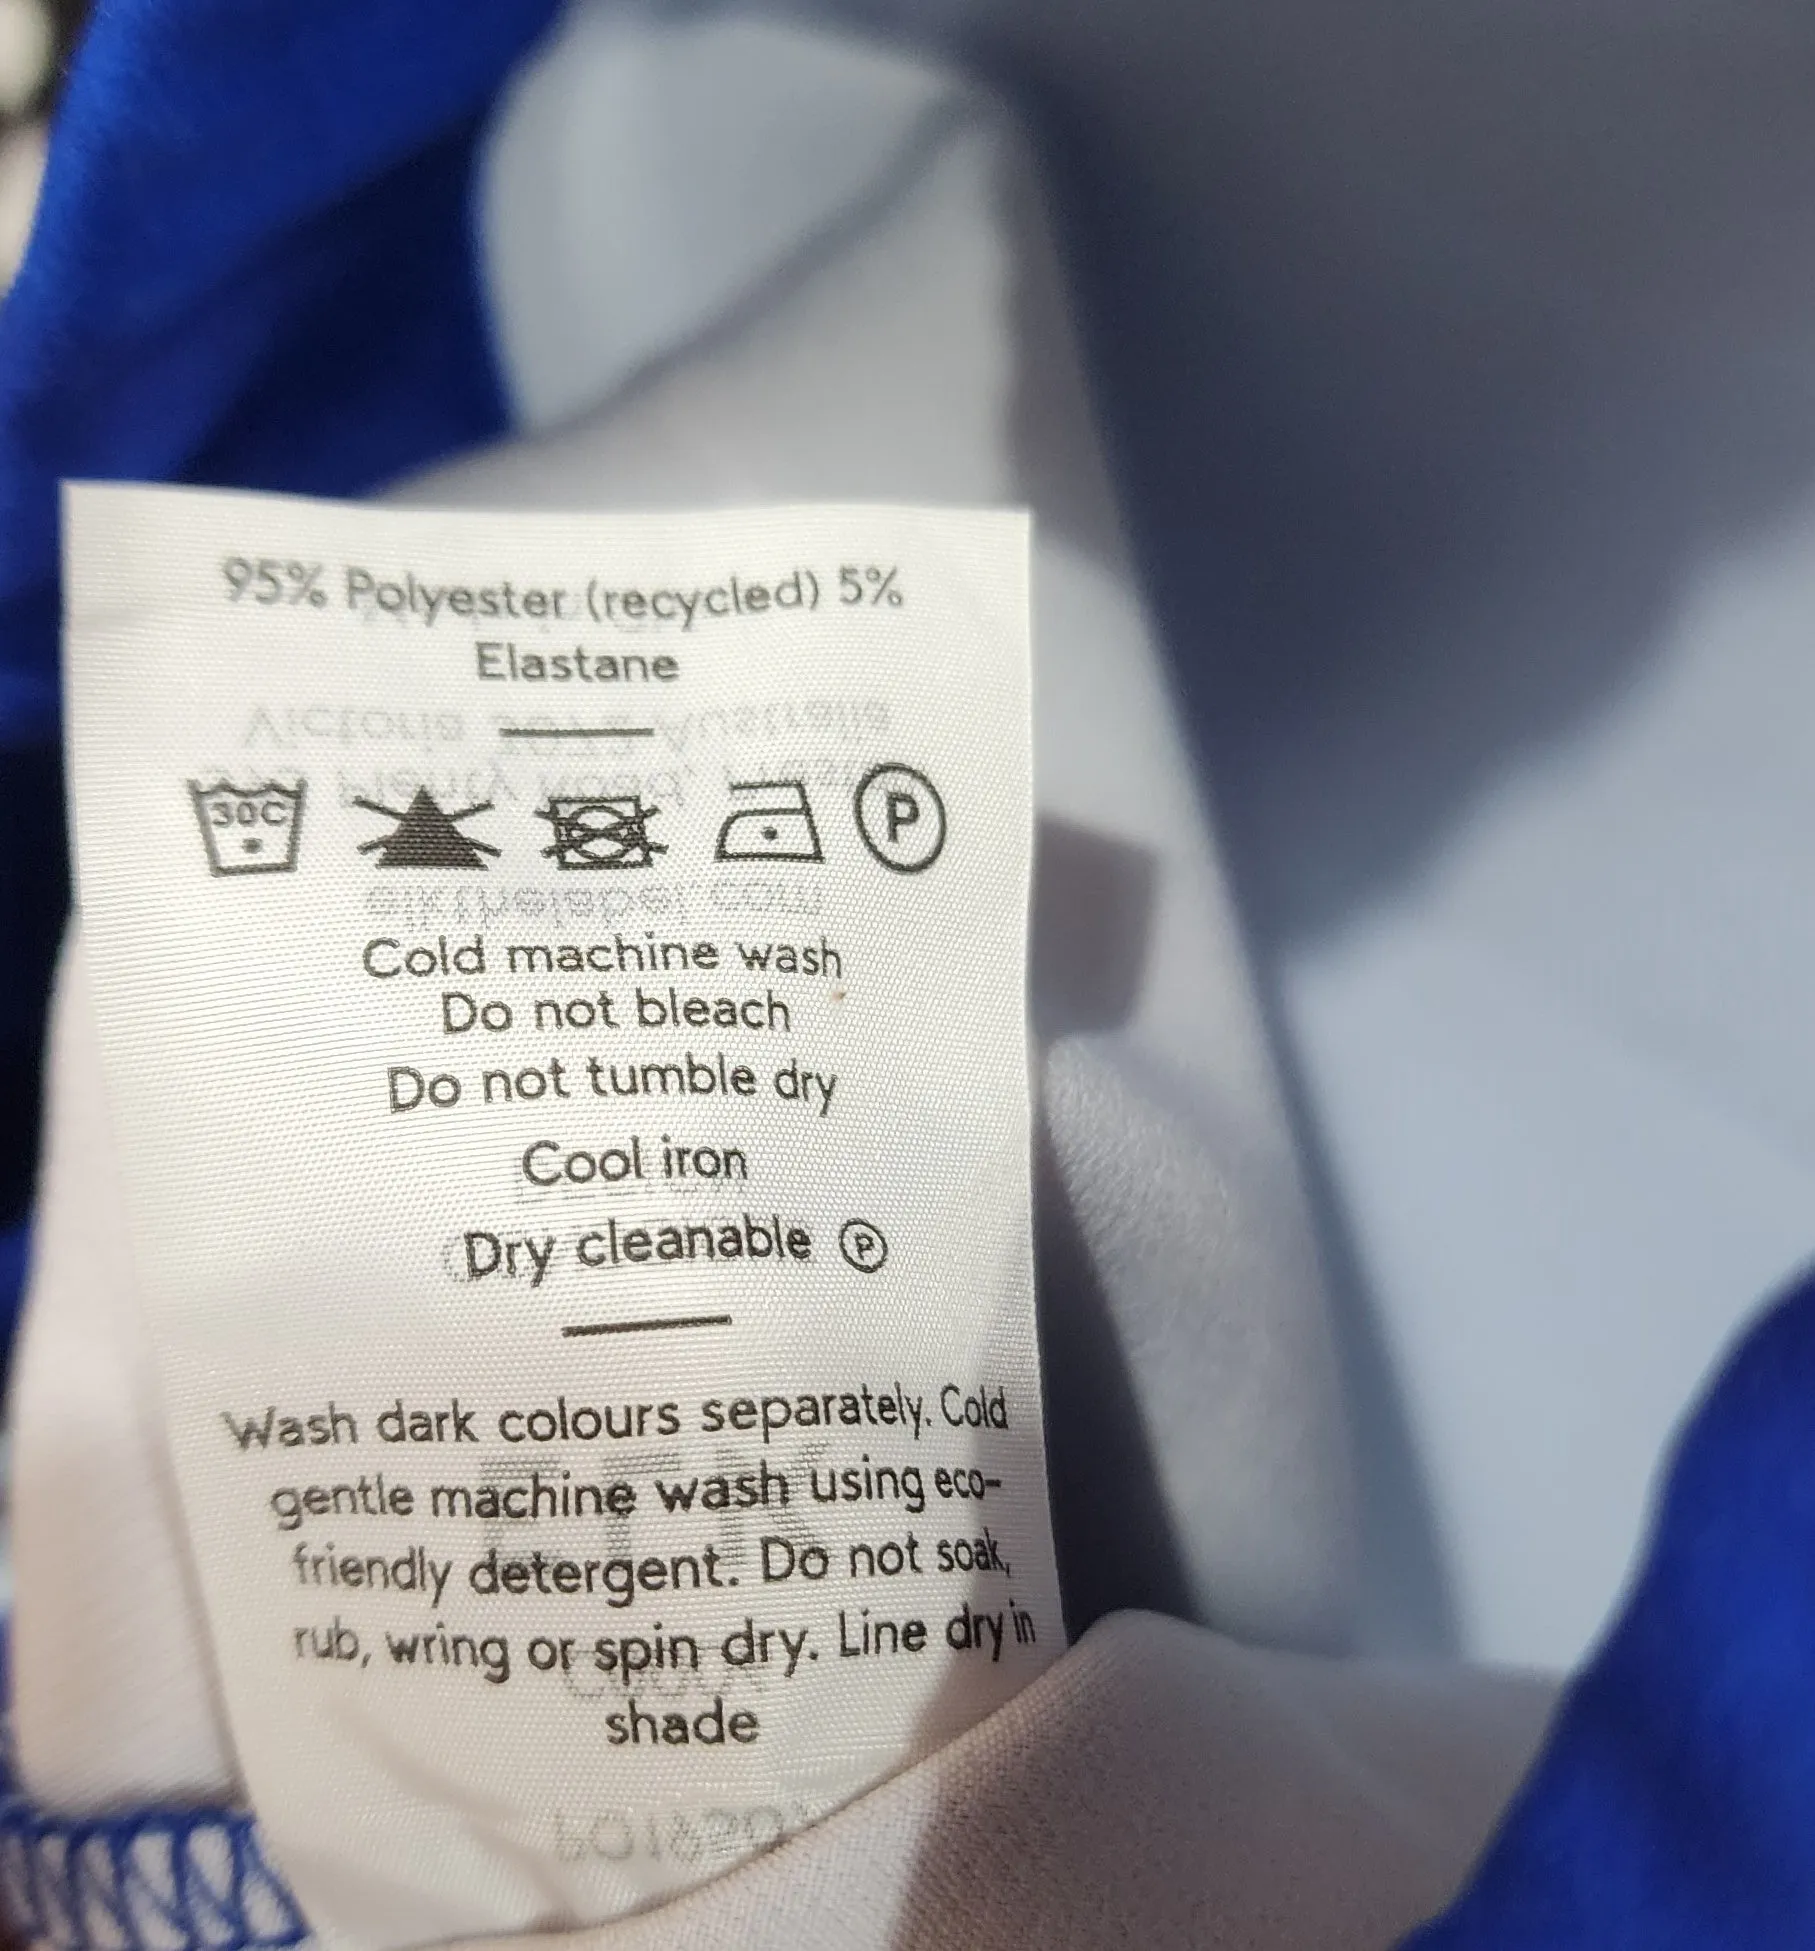 95% Polyester (recycled) 5%
Elastane
30C P
Cold machine wash
Do not bleach
Do not tumble dry
Cool iron
Dry cleanable Ⓟ
Wash dark colours separately. Cold
gentle machine wash using eco-
friendly detergent. Do not soak,
rub, wring or spin dry. Line dry in
shade